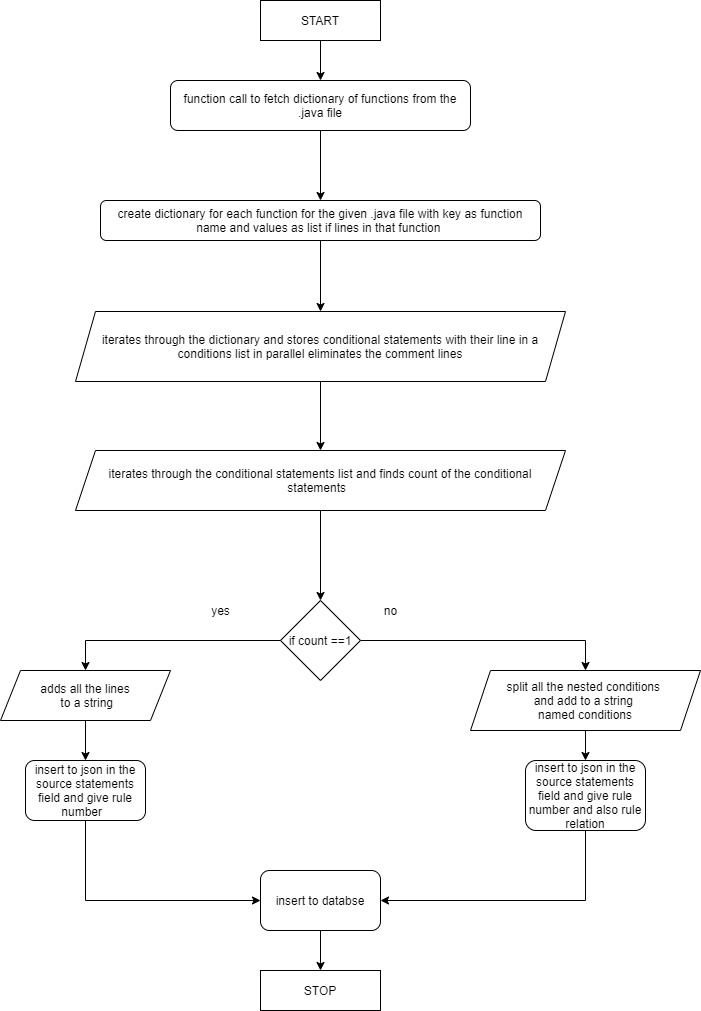 START
function call to fetch dictionary of functions from the
.java file
create dictionary for each function for the given .java file with key as function
name and values as list if lines in that function
iterates through the dictionary and stores conditional statements with their line in a
conditions list in parallel eliminates the comment lines
iterates through the conditional statements list and finds count of the conditional
statements
yes
no
if count ==1
adds all the lines
to a string
split all the nested conditions
and add to a string
named conditions
insert to json in the
source statements
field and give rule
number
insert to json in the
source statements
field and give rule
number and also rule
relation
insert to databse
STOP